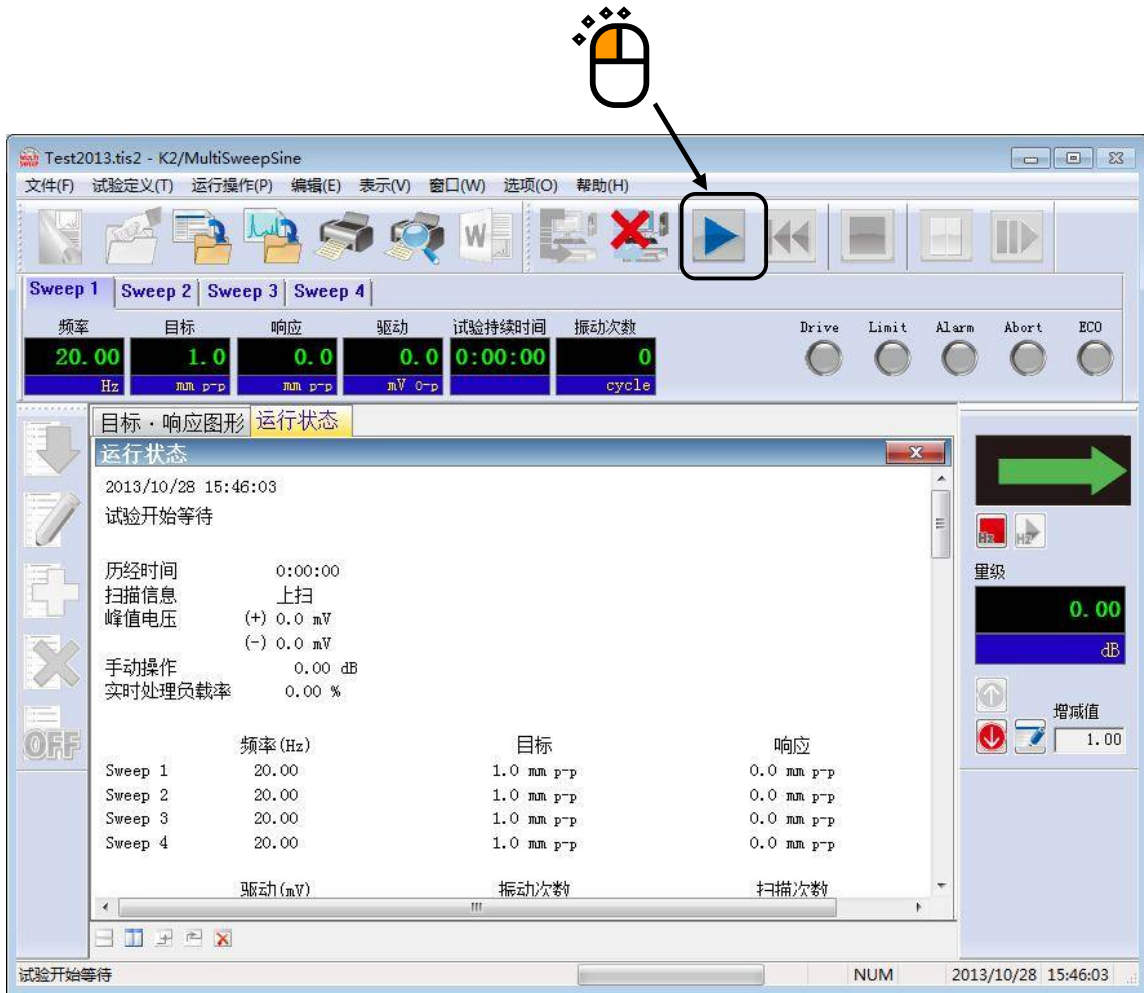 Test2013.tis2 - K2/MultiSweepSine
文件(F) 试验定义(T) 运行操作(P) 编辑(E) 表示(V) 窗口(W) 选项(O) 帮助(H)
W
Sweep 1 Sweep 2 Sweep 3 Sweep 4
频率 目标 响应 驱动 试验持续时间 振动次数 Drive Limit Alarm Abort ECO
20.00 1.0 0.0 0.0 0:00:00 0
Hz mm p-p mm p-p mV 0-p cycle
目标・响应图形 运行状态
运行状态
2013/10/28 15:46:03
试验开始等待
历经时间 0:00:00
扫描信息 上扫
峰值电压 (+) 0.0 mV
(-) 0.0 mV
手动操作 0.00 dB
实时处理负载率 0.00 %
频率(Hz) 目标 响应
Sweep 1 20.00 1.0 mm p-p 0.0 mm p-p
Sweep 2 20.00 1.0 mm p-p 0.0 mm p-p
Sweep 3 20.00 1.0 mm p-p 0.0 mm p-p
Sweep 4 20.00 1.0 mm p-p 0.0 mm p-p
驱动(mV) 振动次数 扫描次数
OFF
Hz Hz
量级
0.00
dB
增减值
1.00
试验开始等待 NUM 2013/10/28 15:46:03